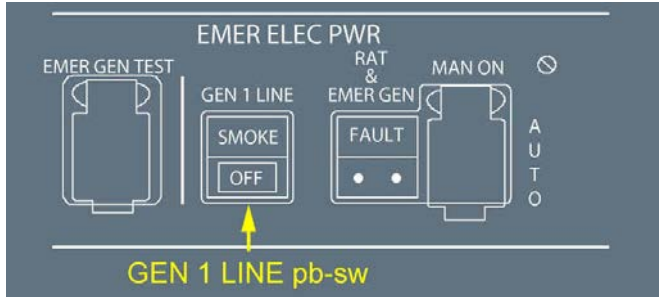 EMER ELEC PWR
EMER GEN TEST
GEN 1 LINE
SMOKE
OFF
RAT
&
EMER GEN
FAULT
MAN ON
A
U
T
O
GEN 1 LINE pb-sw